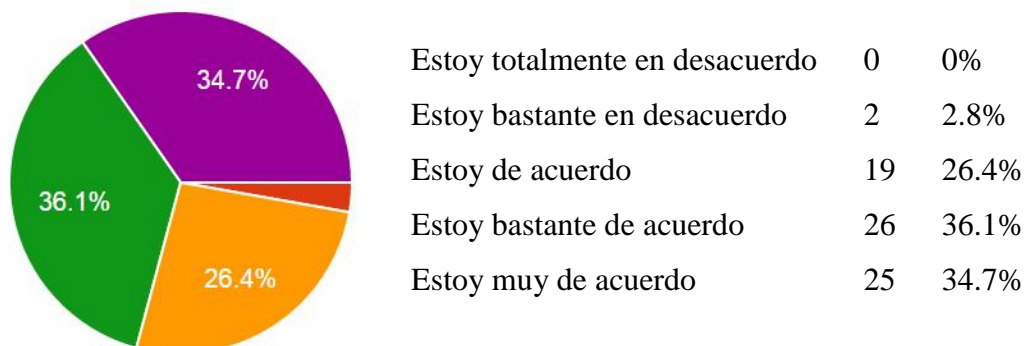 34.7%
36.1%
26.4%
Estoy totalmente en desacuerdo 0 0%
Estoy bastante en desacuerdo 2 2.8%
Estoy de acuerdo 19 26.4%
Estoy bastante de acuerdo 26 36.1%
Estoy muy de acuerdo 25 34.7%